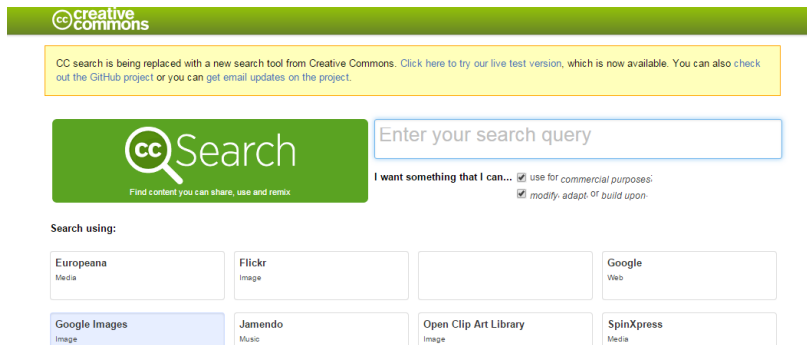 cc creative commons
CC search is being replaced with a new search tool from Creative Commons. Click here to try our live test version, which is now available. You can also check
out the GitHub project or you can get email updates on the project.
cc Search
Find content you can share, use and remix
Enter your search query
I want something that I can... use for commercial purposes;
modify, adapt, or build upon.
Search using:
Europeana Flickr Google
Media Image Web
Google Images Jamendo Open Clip Art Library SpinXpress
Image Music Image Media